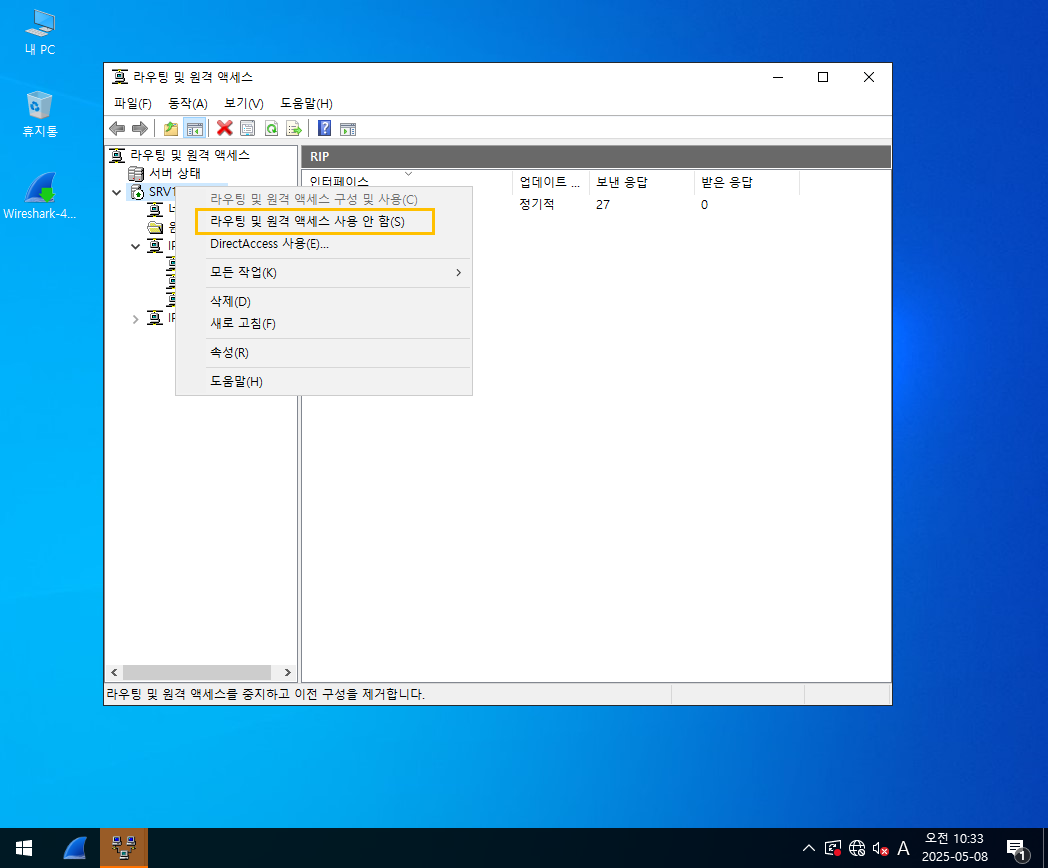 내 PC
휴지통
Wireshark-4...
라우팅 및 원격 액세스
파일(F) 동작(A) 보기(V) 도움말(H)
라우팅 및 원격 액세스
서버 상태
SRV1
RIP
인터페이스 업데이트 ... 보낸 응답 받은 응답
정기적 27 0
라우팅 및 원격 액세스 구성 및 사용(C)
라우팅 및 원격 액세스 사용 안 함(S)
DirectAccess 사용(E)...
모든 작업(K)
삭제(D)
새로 고침(F)
속성(R)
도움말(H)
라우팅 및 원격 액세스를 중지하고 이전 구성을 제거합니다.
A
오전 10:33
2025-05-08
1